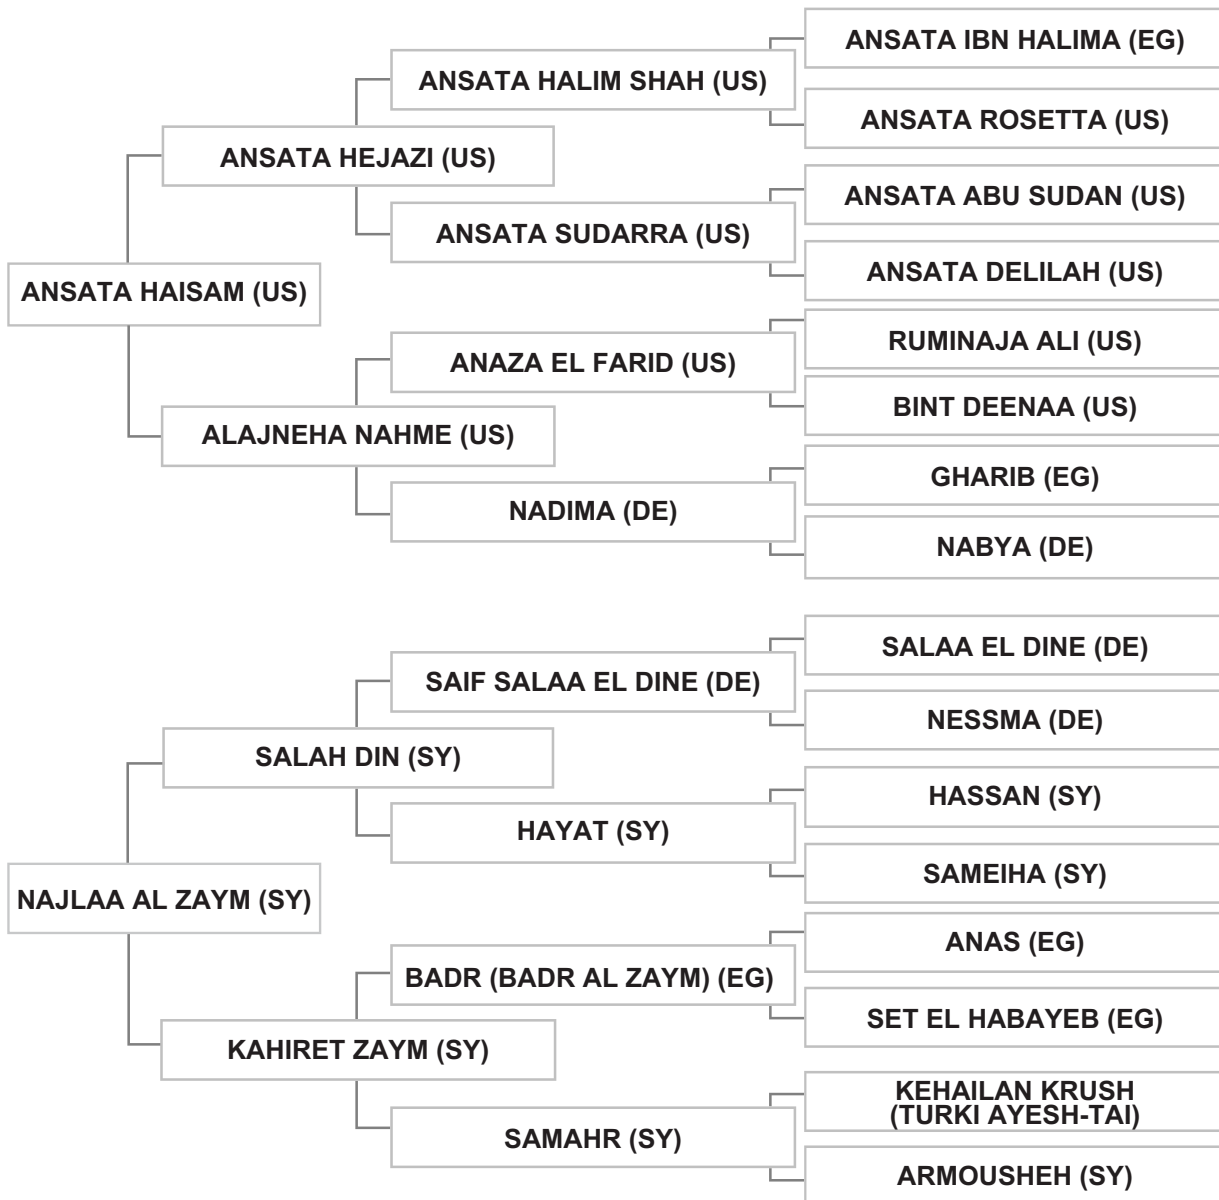 ANSATA IBN HALIMA (EG)
ANSATA HALIM SHAH (US)
ANSATA ROSETTA (US)
ANSATA HEJAZI (US)
ANSATA ABU SUDAN (US)
ANSATA SUDARRA (US)
ANSATA DELILAH (US)
ANSATA HAISAM (US)
RUMINAJA ALI (US)
ANAZA EL FARID (US)
BINT DEENAA (US)
ALAJNEHA NAHME (US)
GHARIB (EG)
NADIMA (DE)
NABYA (DE)
SALAA EL DINE (DE)
SAIF SALAA EL DINE (DE)
NESSMA (DE)
SALAH DIN (SY)
HASSAN (SY)
HAYAT (SY)
SAMEIHA (SY)
NAJLAA AL ZAYM (SY)
ANAS (EG)
BADR (BADR AL ZAYM) (EG)
SET EL HABAYEB (EG)
KAHIRET ZAYM (SY)
KEHAILAN KRUSH
(TURKI AYESH-TAI)
SAMAHR (SY)
ARMOUSHEH (SY)